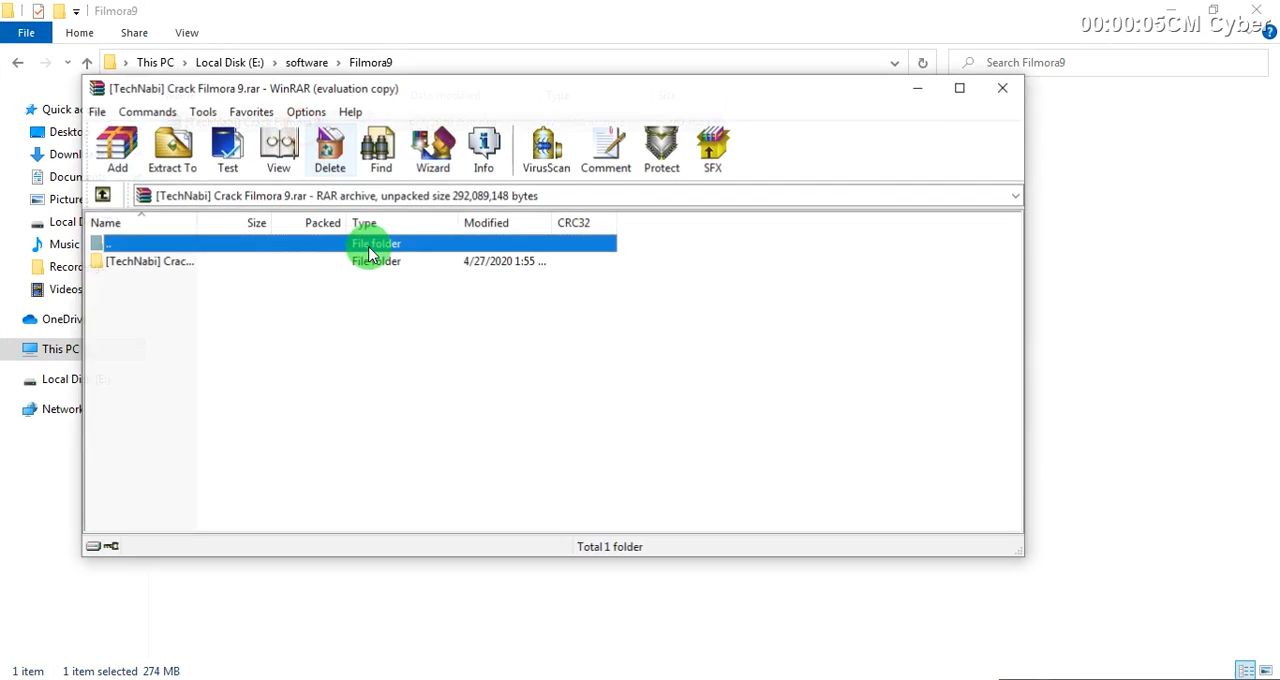 Filmora9
00:00:05CM Cyber
File Home Share View
This PC Local Disk (E:) software Filmora9
Search Filmora9
[TechNabi] Crack Filmora 9.rar - WinRAR (evaluation copy)
File Commands Tools Favorites Options Help
Add Extract To Test View Delete Find Wizard Info VirusScan Comment Protect SFX
[TechNabi] Crack Filmora 9.rar - RAR archive, unpacked size 292,089,148 bytes
Name Size Packed Type Modified CRC32
.. File folder
[TechNabi] Crac... File folder 4/27/2020 1:55 ...
Quick ac
Deskto
Downl
Docum
Picture
Local D
Music
Record
Videos
OneDriv
This PC
Local Dis
Network
Total 1 folder
1 item 1 item selected 274 MB